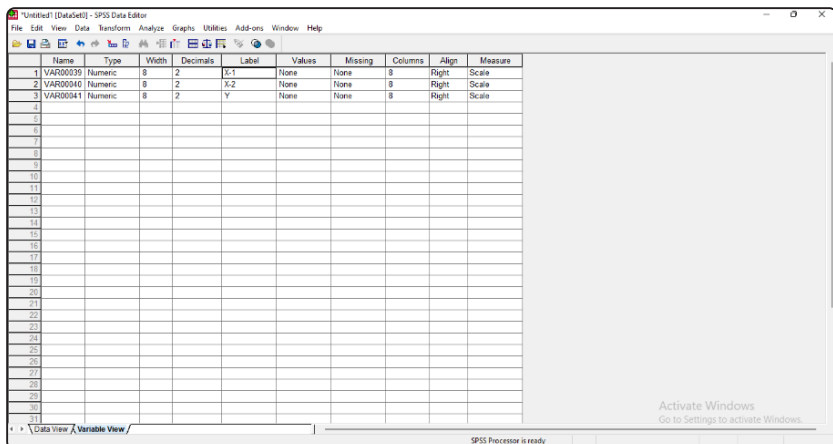 *Untitled1 [DataSet0] - SPSS Data Editor
File Edit View Data Transform Analyze Graphs Utilities Add-ons Window Help
Name Type Width Decimals Label Values Missing Columns Align Measure
1 VAR00039 Numeric 8 2 X-1 None None 8 Right Scale
2 VAR00040 Numeric 8 2 X-2 None None 8 Right Scale
3 VAR00041 Numeric 8 2 Y None None 8 Right Scale
4
5
6
7
8
9
10
11
12
13
14
15
16
17
18
19
20
21
22
23
24
25
26
27
28
29
30
31
Activate Windows
Go to Settings to activate Windows.
Data View Variable View
SPSS Processor is ready